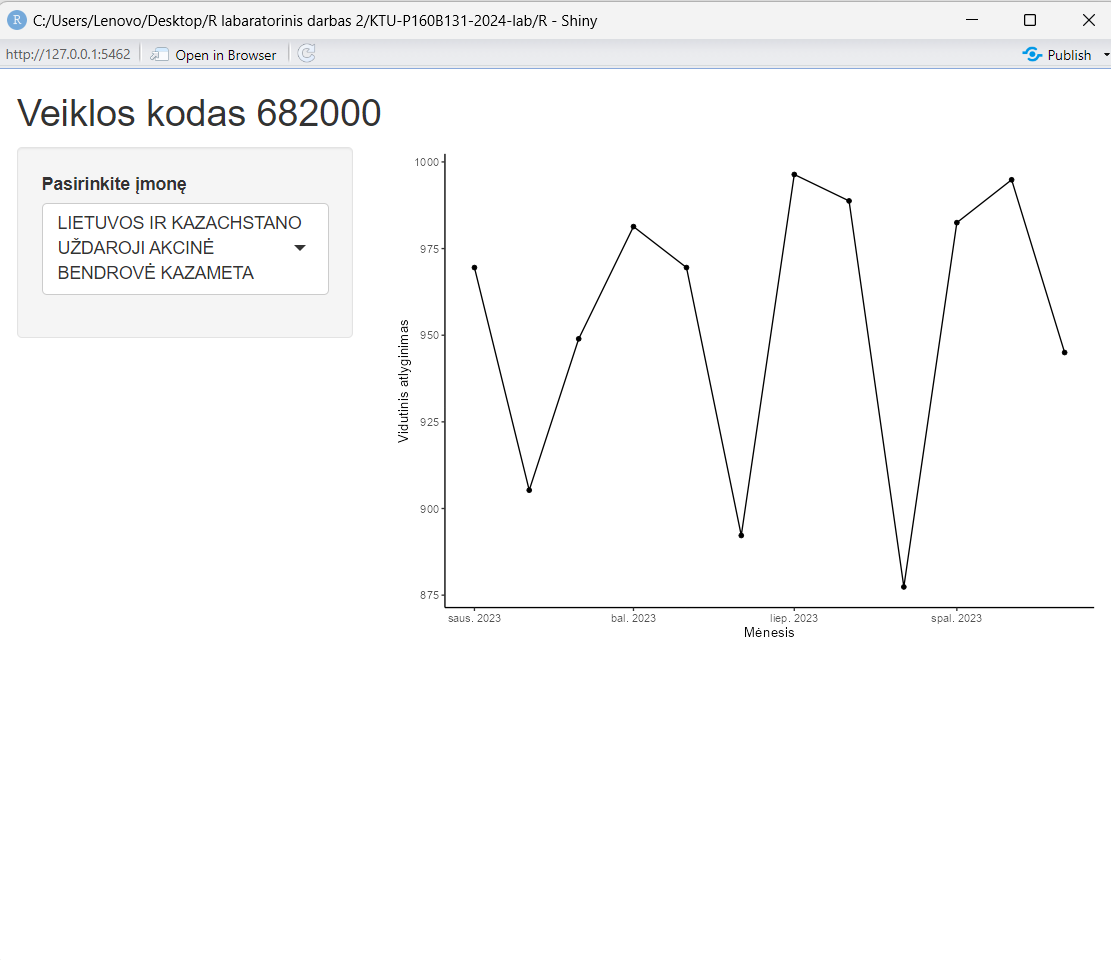 R C:/Users/Lenovo/Desktop/R labaratorinis darbas 2/KTU-P160B131-2024-lab/R - Shiny
http://127.0.0.1:5462 Open in Browser Publish
Veiklos kodas 682000
Pasirinkite įmonę
LIETUVOS IR KAZACHSTANO
UŽDAROJI AKCINĖ
BENDROVĖ KAZAMETA
Vidutinis atlyginimas
1000
975
950
925
900
875
saus. 2023 bal. 2023 liep. 2023 spal. 2023
Mėnesis